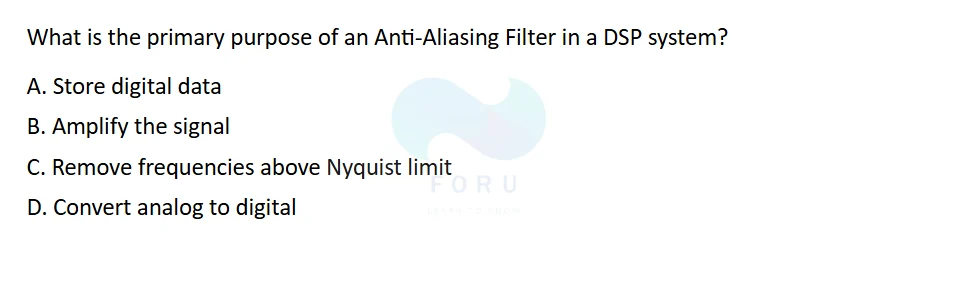 What is the primary purpose of an Anti-Aliasing Filter in a DSP system?
A. Store digital data
B. Amplify the signal
C. Remove frequencies above Nyquist limit
FORU
D. Convert analog to digital